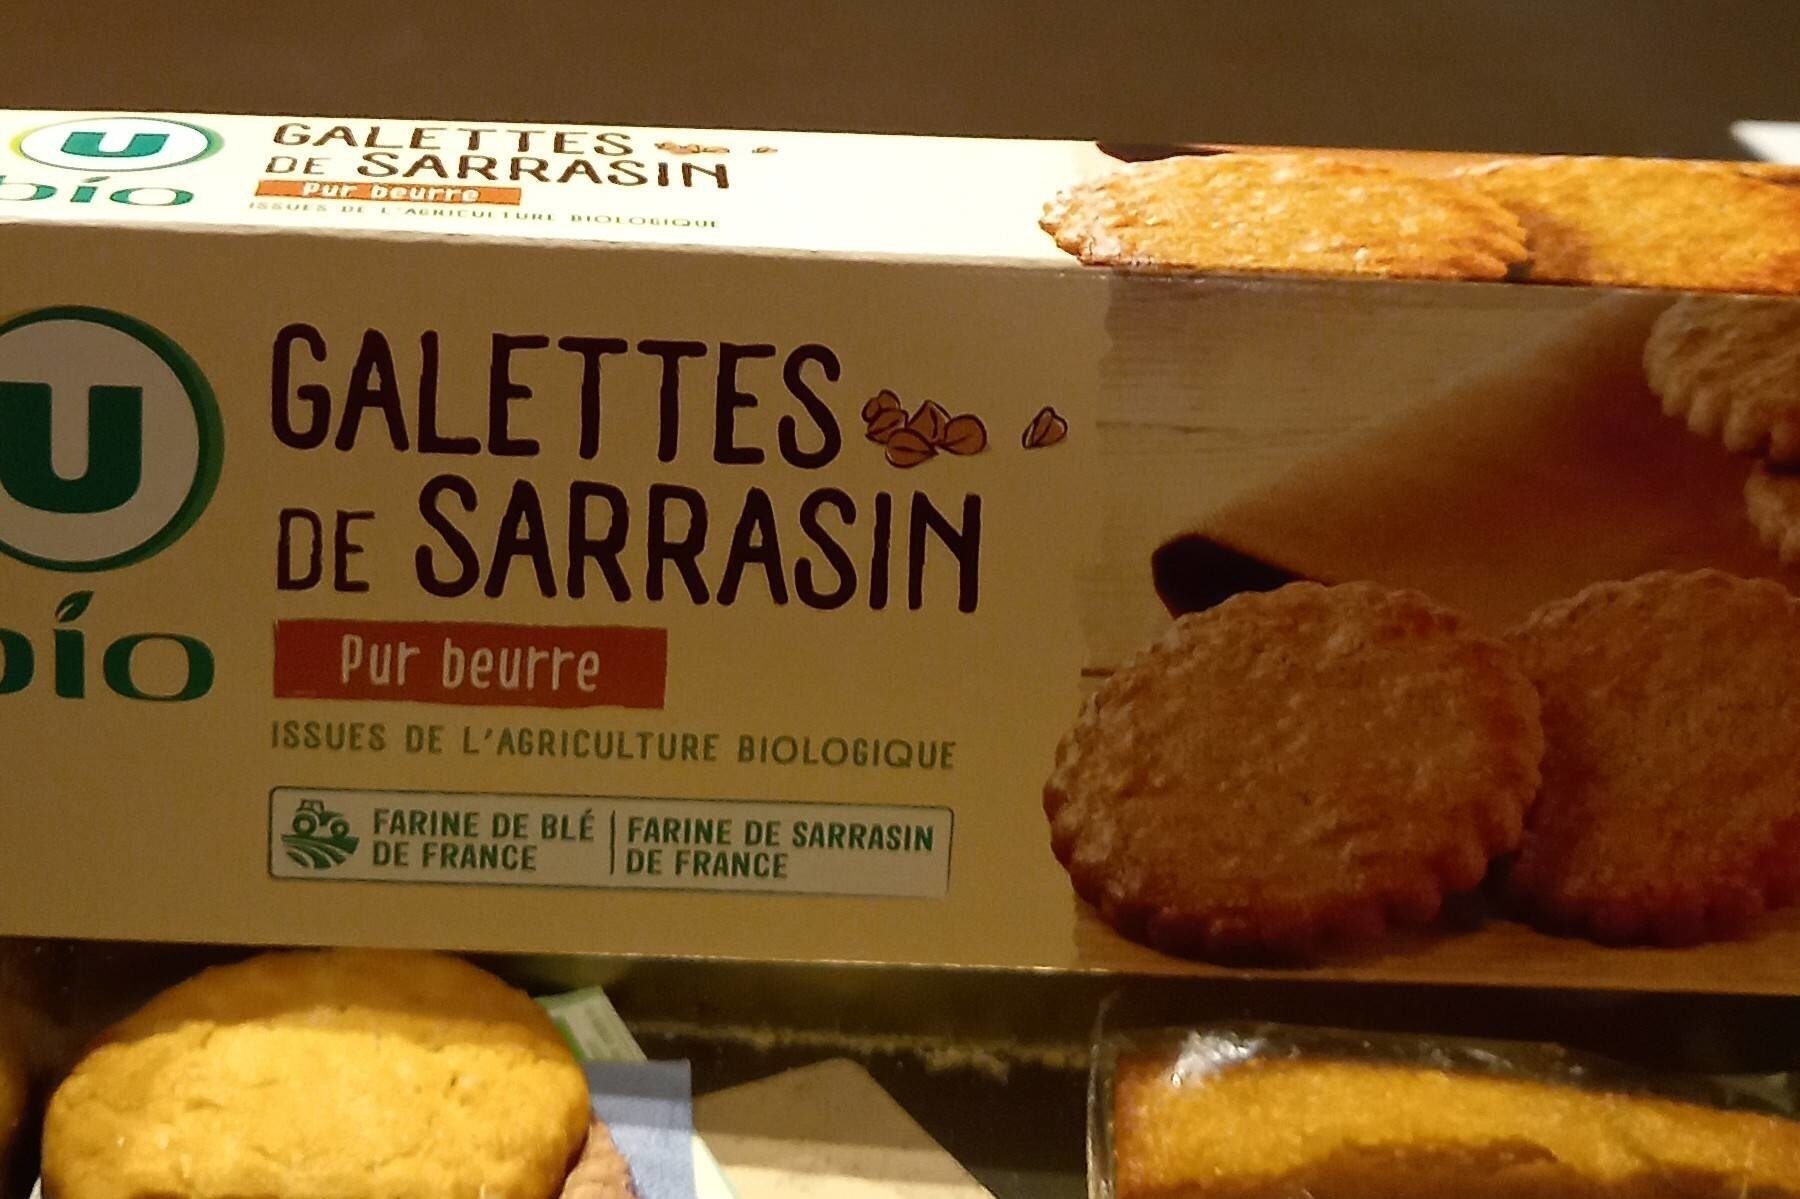 U
bio
GALETTES
DE SARRASIN
Pur beurre
ISSUES DE L'AGRICULTURE BIOLOGIQUE
U
bio
GALETTES
DE SARRASIN
Pur beurre
ISSUES DE L'AGRICULTURE BIOLOGIQUE
FARINE DE BLÉ
DE FRANCE
FARINE DE SARRASIN
DE FRANCE